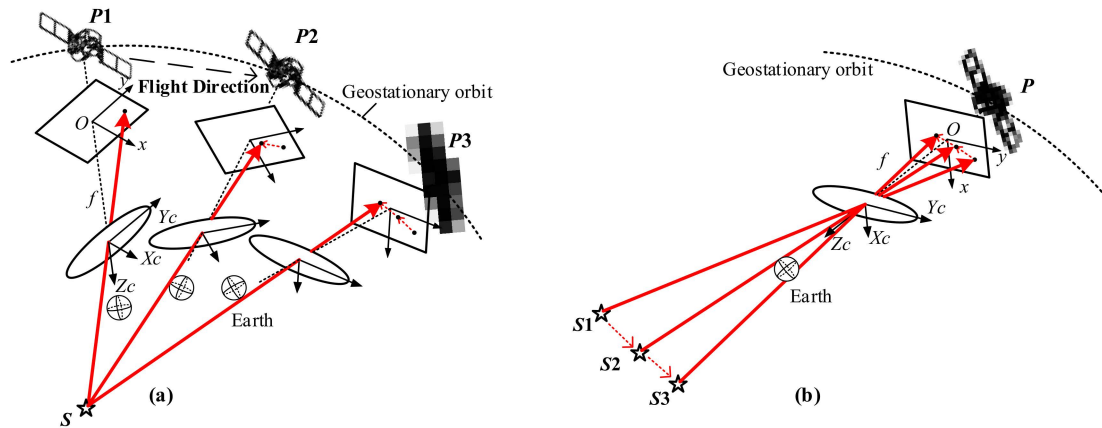 P1
P2
y
Flight Direction
Geostationary orbit
O
x
P3
f
Yc
Xc
Zc
Earth
S
(a)
Geostationary orbit
P
O
y
f
x
Yc
Zc
Xc
Earth
S1
S2
S3
(b)